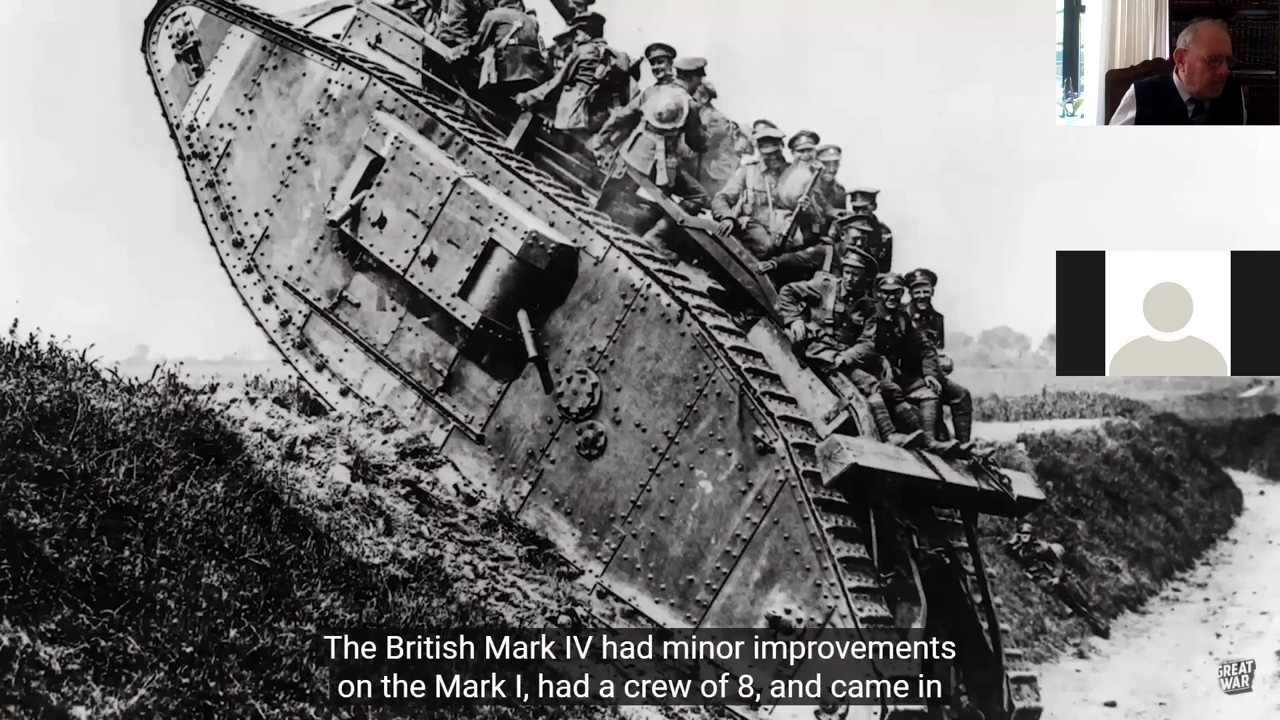 The British Mark IV had minor improvements
on the Mark I, had a crew of 8, and came in
GREAT
WAR